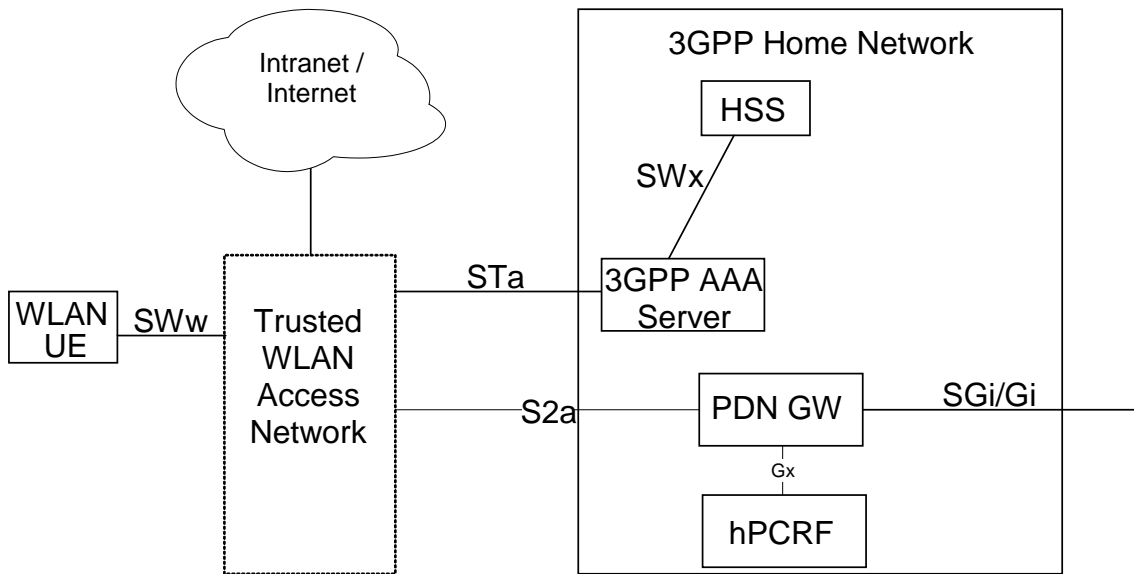 Intranet /
Internet
3GPP Home Network
HSS
SWx
STa
3GPP AAA
Server
WLAN
UE
SWw
Trusted
WLAN
Access
Network
S2a
PDN GW
SGi/Gi
Gx
hPCRF